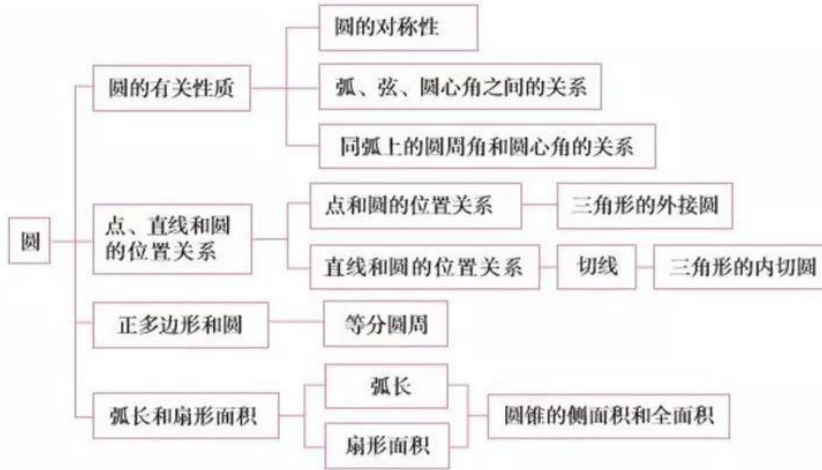 圆
圆的有关性质
圆的对称性
弧、弦、圆心角之间的关系
同弧上的圆周角和圆心角的关系
点、直线和圆
的位置关系
点和圆的位置关系
三角形的外接圆
直线和圆的位置关系
切线
三角形的内切圆
正多边形和圆
等分圆周
弧长和扇形面积
弧长
扇形面积
圆锥的侧面积和全面积